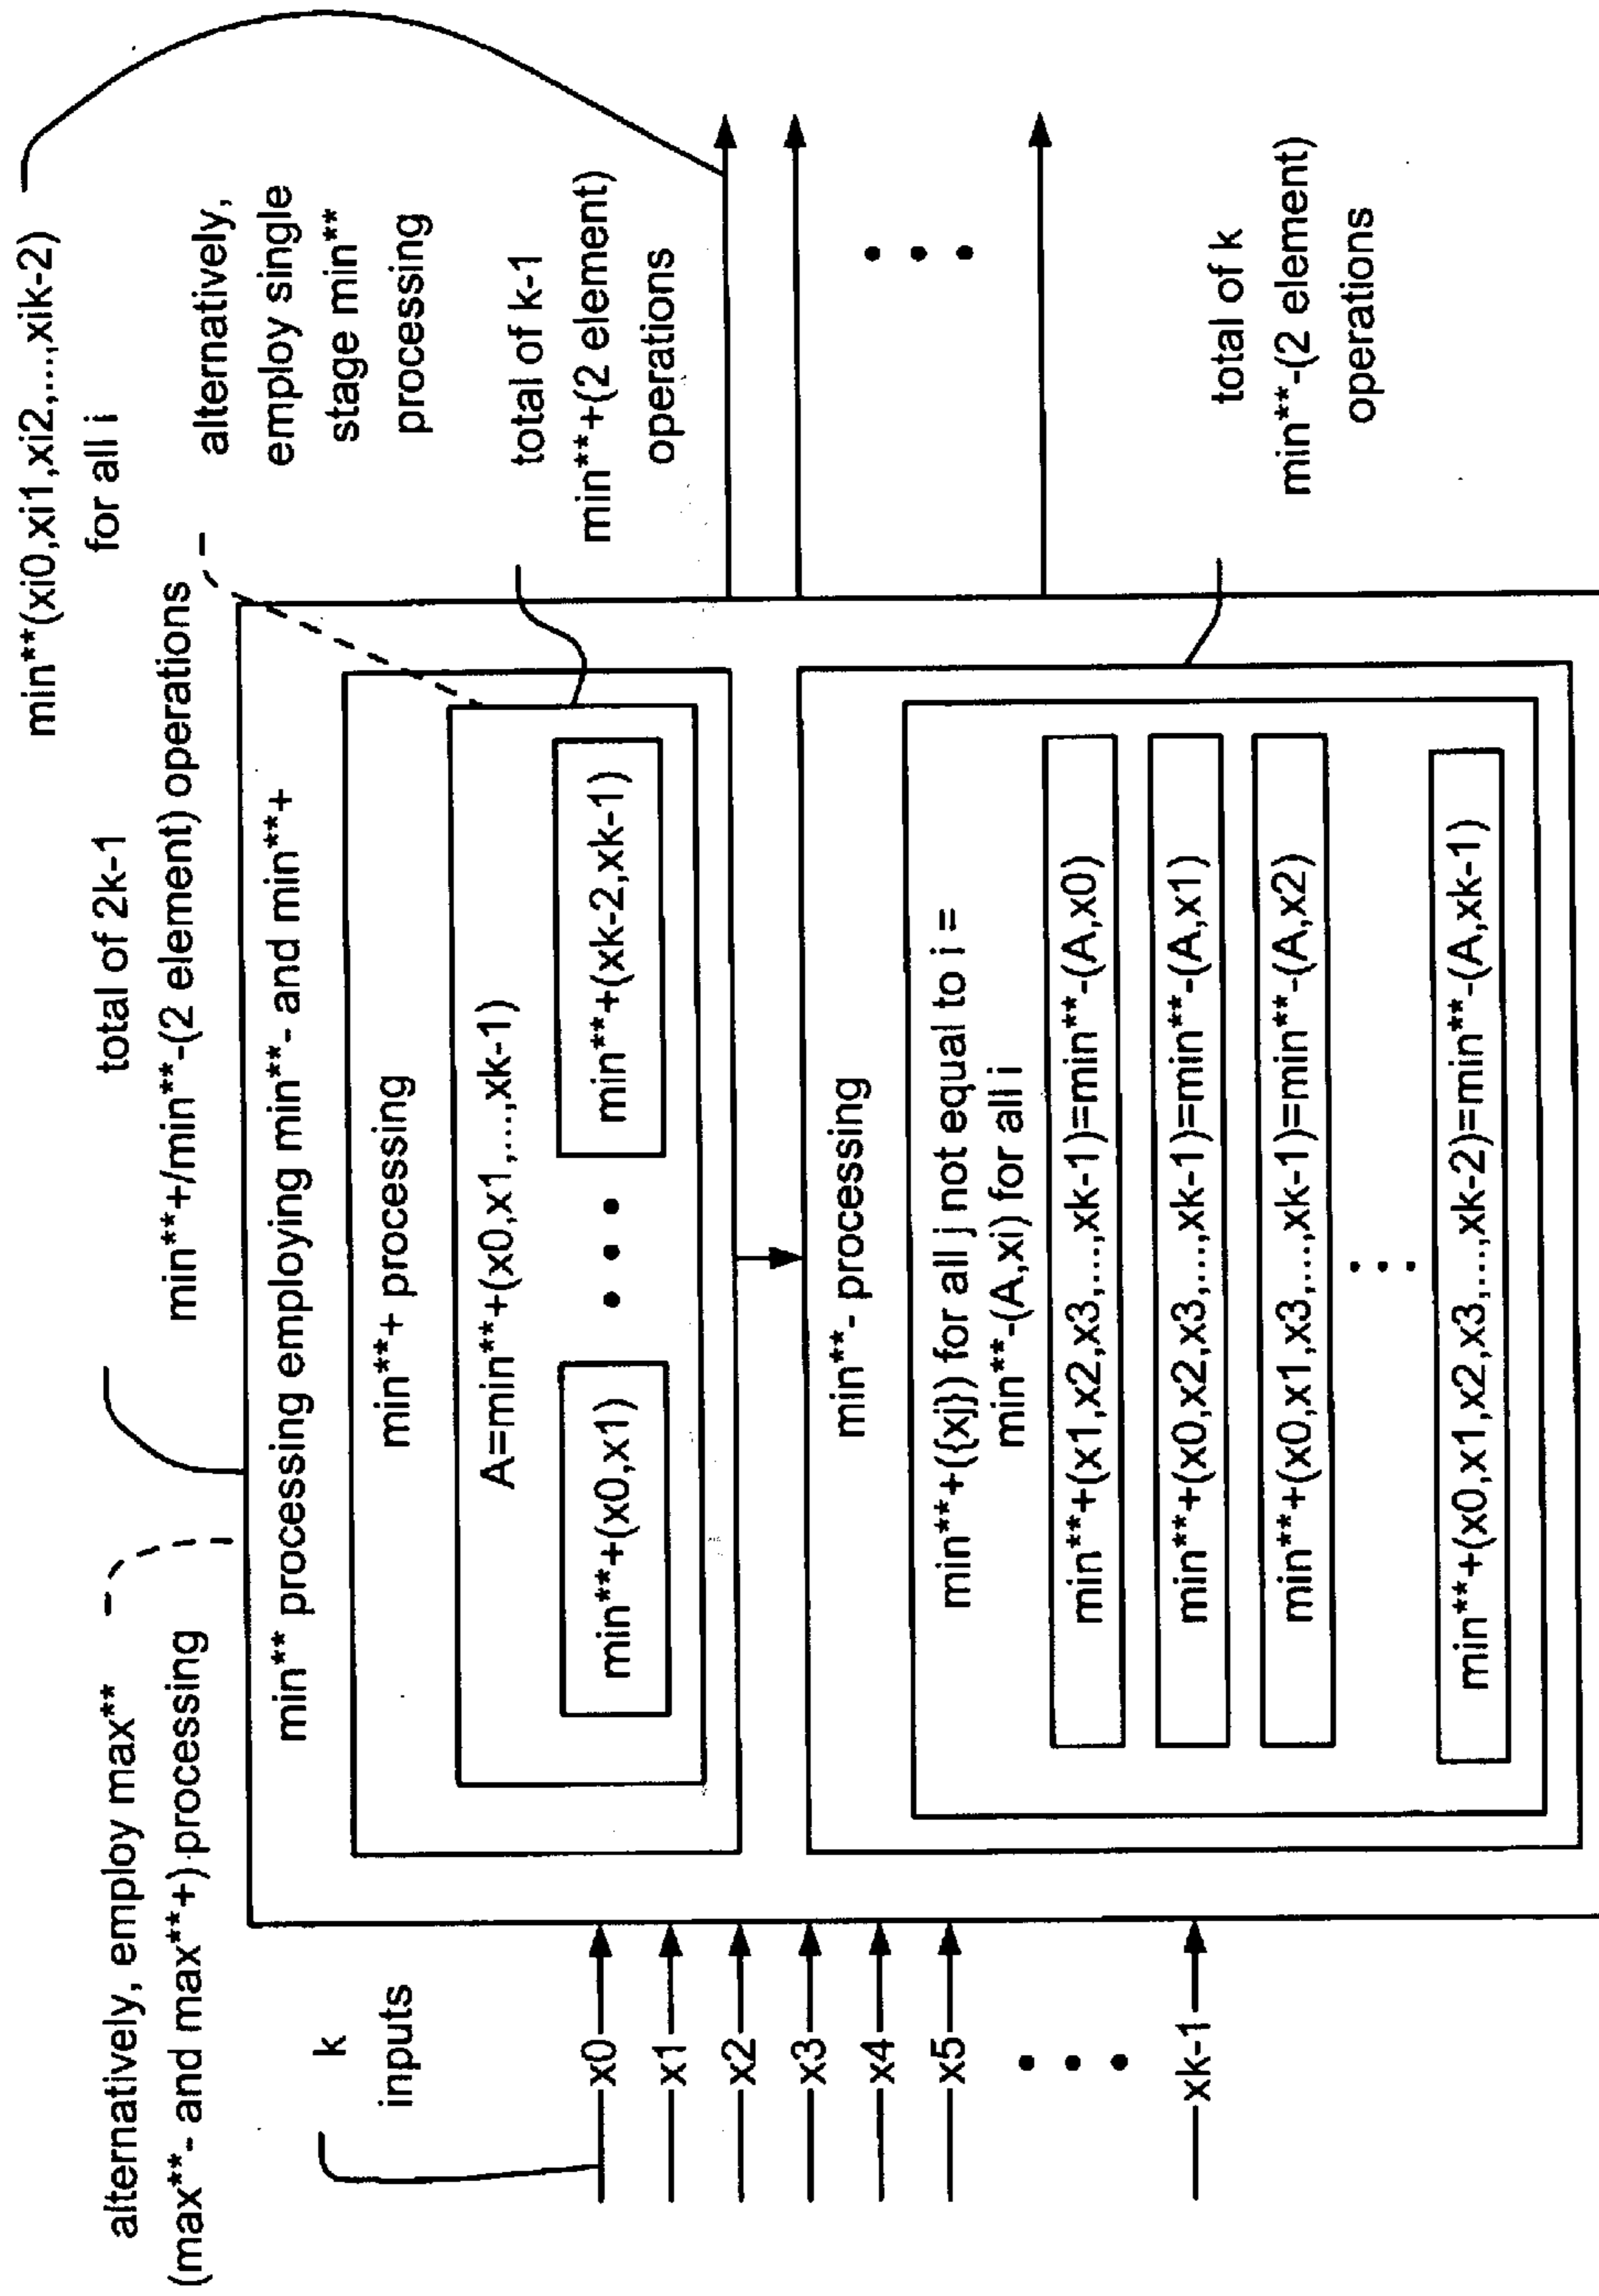 alternatively, employ max**
(max**- and max**+) processing
total of 2k-1
min**+/min**-(2 element) operations
min**(xi0,xi1,xi2,...,xik-2)
for all i
k
inputs
x0
x1
x2
x3
x4
x5
xk-1
min** processing employing min**- and min**+
min**+ processing
A=min**+(x0,x1,...,xk-1)
min**+(x0,x1)
min**+(xk-2,xk-1)
min**- processing
min**+({xj}) for all j not equal to i =
min**-(A,xi) for all i
min**+(x1,x2,x3,...,xk-1)=min**-(A,x0)
min**+(x0,x2,x3,...,xk-1)=min**-(A,x1)
min**+(x0,x1,x3,...,xk-1)=min**-(A,x2)
min**+(x0,x1,x2,x3,...,xk-2)=min**-(A,xk-1)
alternatively,
employ single
stage min**
processing
total of k-1
min**+(2 element)
operations
total of k
min**-(2 element)
operations